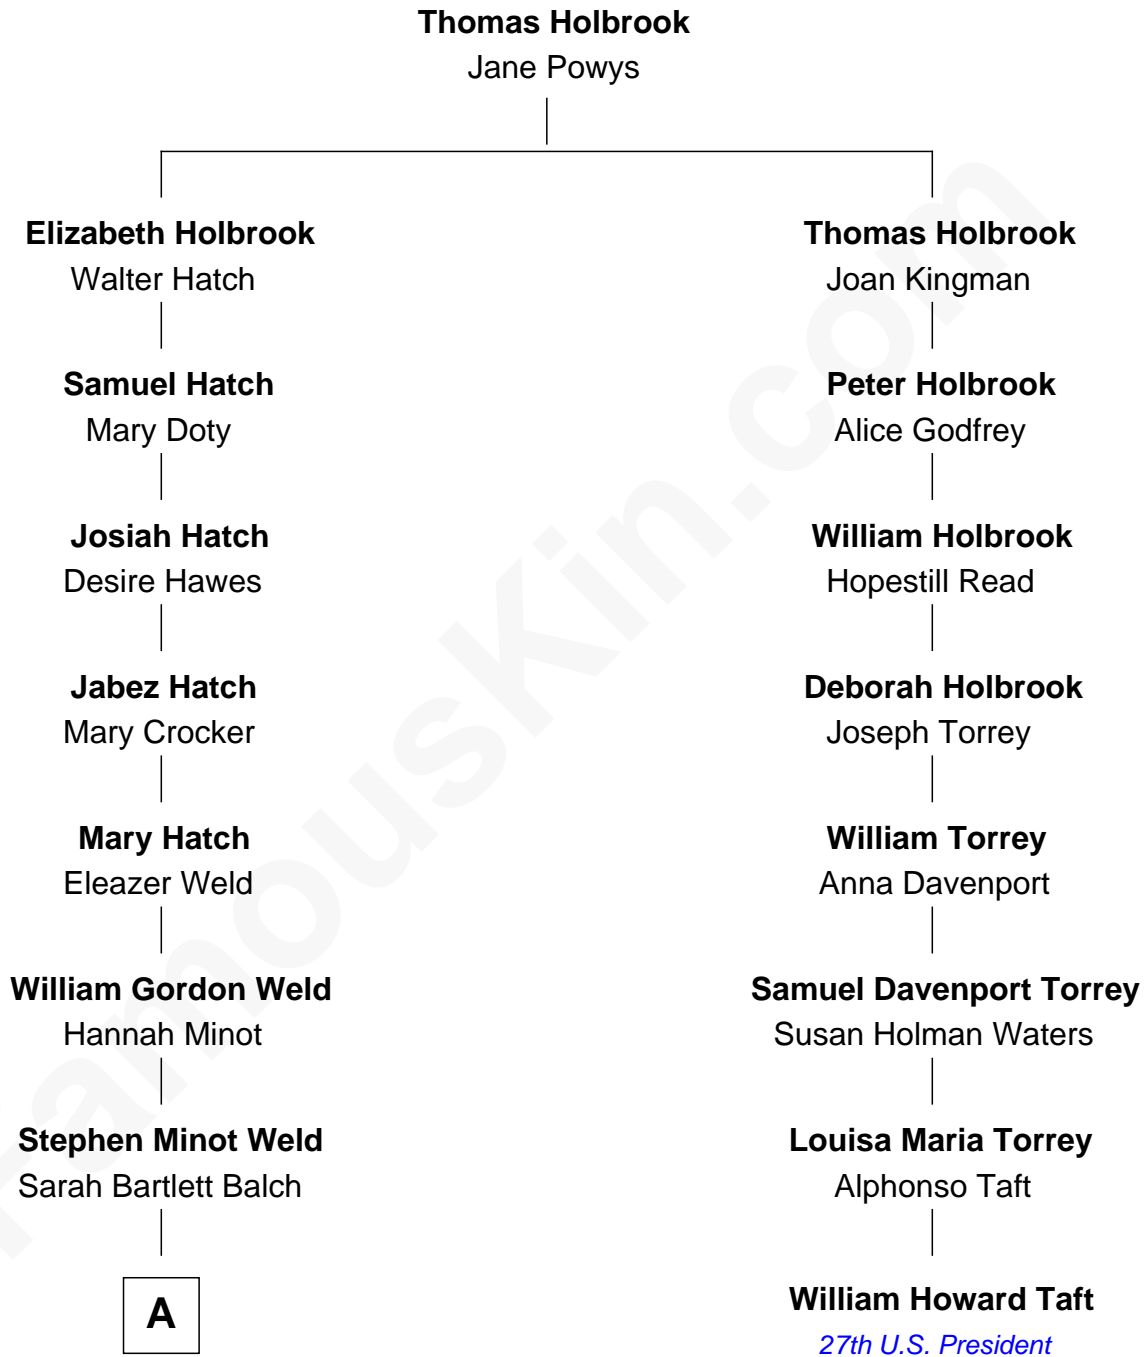 Thomas Holbrook
Jane Powys
Elizabeth Holbrook
Walter Hatch
Thomas Holbrook
Joan Kingman
Samuel Hatch
Mary Doty
Peter Holbrook
Alice Godfrey
Josiah Hatch
Desire Hawes
William Holbrook
Hopestill Read
Jabez Hatch
Mary Crocker
Deborah Holbrook
Joseph Torrey
Mary Hatch
Eleazer Weld
William Torrey
Anna Davenport
William Gordon Weld
Hannah Minot
Samuel Davenport Torrey
Susan Holman Waters
Stephen Minot Weld
Sarah Bartlett Balch
Louisa Maria Torrey
Alphonso Taft
A
William Howard Taft
27th U.S. President
FamousKin.com